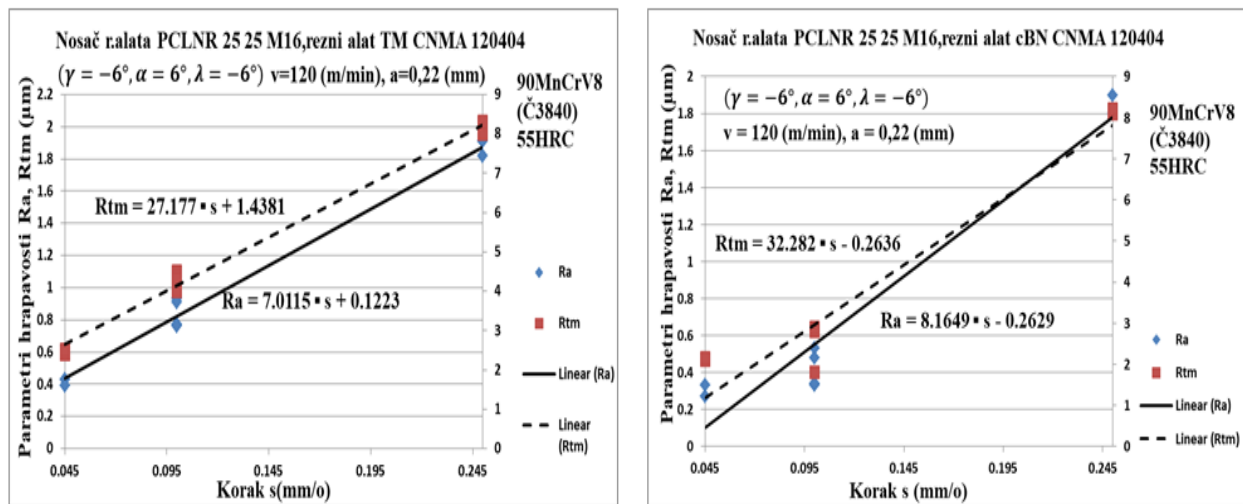 Nosač r.alata PCLNR 25 25 M16,rezni alat TM CNMA 120404
(γ = −6°, α = 6°, λ = −6°) v=120 (m/min), a=0,22 (mm)
90MnCrV8
(Č3840)
55HRC
Parametri hrapavosti Ra, Rtm (µm)
2.2
2
1.8
1.6
1.4
1.2
1
0.8
0.6
0.4
0.2
0
9
8
7
6
5
4
3
2
1
0
Rtm = 27.177▪s + 1.4381
Ra = 7.0115▪s + 0.1223
Ra
Rtm
Linear (Ra)
Linear
(Rtm)
0.045 0.095 0.145 0.195 0.245
Korak s(mm/o)
Nosač r.alata PCLNR 25 25 M16,rezni alat cBN CNMA 120404
(γ = −6°, α = 6°, λ = −6°)
v = 120 (m/min), a = 0,22 (mm)
90MnCrV8
(Č3840)
55HRC
Parametri hrapavosti Ra, Rtm (µm)
2
1.8
1.6
1.4
1.2
1
0.8
0.6
0.4
0.2
0
9
8
7
6
5
4
3
2
1
0
Rtm = 32.282▪s - 0.2636
Ra = 8.1649▪s - 0.2629
Ra
Rtm
Linear (Ra)
Linear (Rtm)
0.045 0.095 0.145 0.195 0.245
Korak s (mm/o)